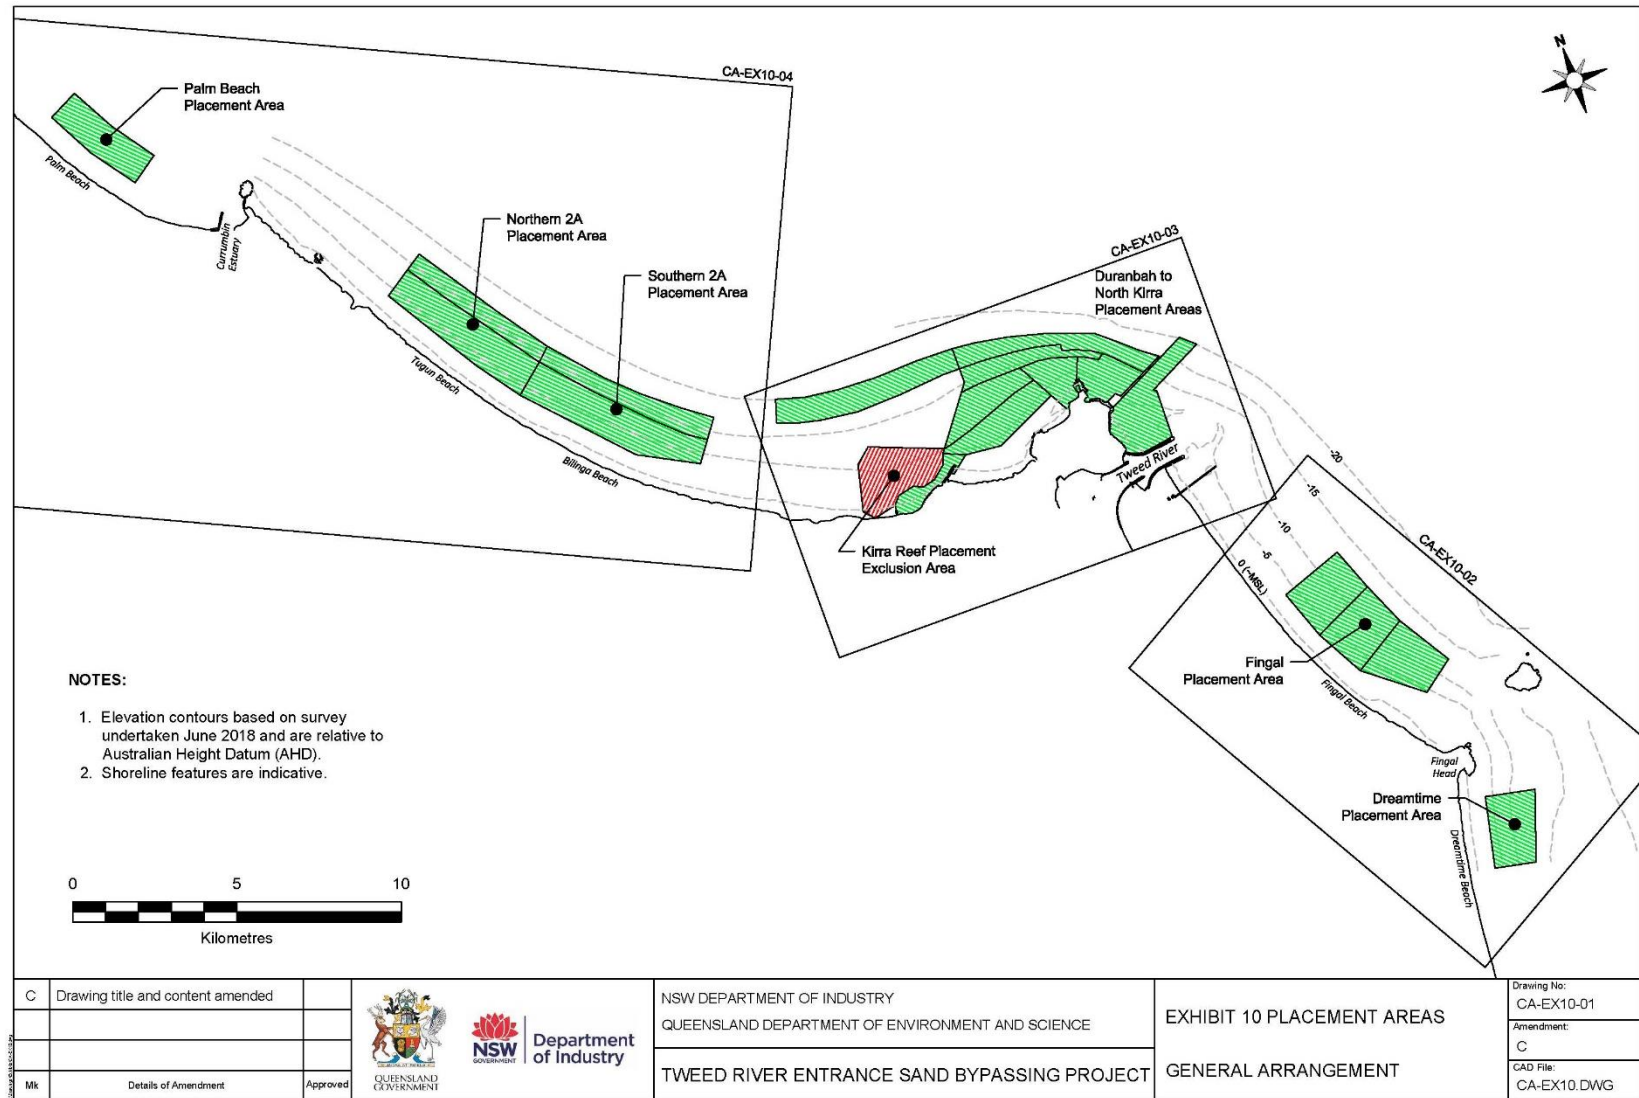 CA-EX10-04
N
Palm Beach
Placement Area
Palm Beach
Currumbin
Estuary
Northern 2A
Placement Area
Southern 2A
Placement Area
Tugun Beach
Bilinga Beach
CA-EX10-03
Duranbah to
North Kirra
Placement Areas
Tweed River
Kirra Reef Placement
Exclusion Area
-20
-15
-10
-5
0 (~MSL)
CA-EX10-02
Fingal
Placement Area
Fingal Beach
Fingal
Head
Dreamtime
Placement Area
Dreamtime Beach
NOTES:
1. Elevation contours based on survey
undertaken June 2018 and are relative to
Australian Height Datum (AHD).
2. Shoreline features are indicative.
0 5 10
Kilometres
C Drawing title and content amended
Mk Details of Amendment Approved
QUEENSLAND
GOVERNMENT
NSW
GOVERNMENT
Department
of Industry
NSW DEPARTMENT OF INDUSTRY
QUEENSLAND DEPARTMENT OF ENVIRONMENT AND SCIENCE
TWEED RIVER ENTRANCE SAND BYPASSING PROJECT
EXHIBIT 10 PLACEMENT AREAS
GENERAL ARRANGEMENT
Drawing No:
CA-EX10-01
Amendment:
C
CAD File:
CA-EX10.DWG